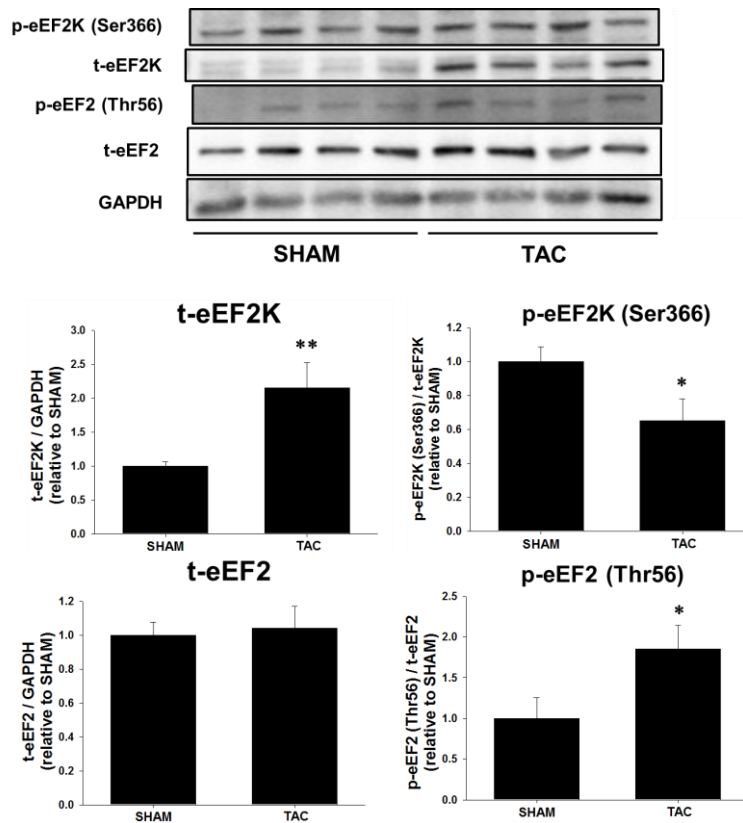 p-eEF2K (Ser366)
t-eEF2K
p-eEF2 (Thr56)
t-eEF2
GAPDH
SHAM
TAC
t-eEF2K
t-eEF2K / GAPDH
(relative to SHAM)
3.0
2.5
2.0
1.5
1.0
0.5
0.0
**
SHAM
TAC
p-eEF2K (Ser366)
p-eEF2K (Ser366) / t-eEF2K
(relative to SHAM)
1.2
1.0
0.8
0.6
0.4
0.2
0.0
*
SHAM
TAC
t-eEF2
t-eEF2 / GAPDH
(relative to SHAM)
1.2
1.0
0.8
0.6
0.4
0.2
0.0
SHAM
TAC
p-eEF2 (Thr56)
p-eEF2 (Thr56) / t-eEF2
(relative to SHAM)
2.5
2.0
1.5
1.0
0.5
0.0
*
SHAM
TAC